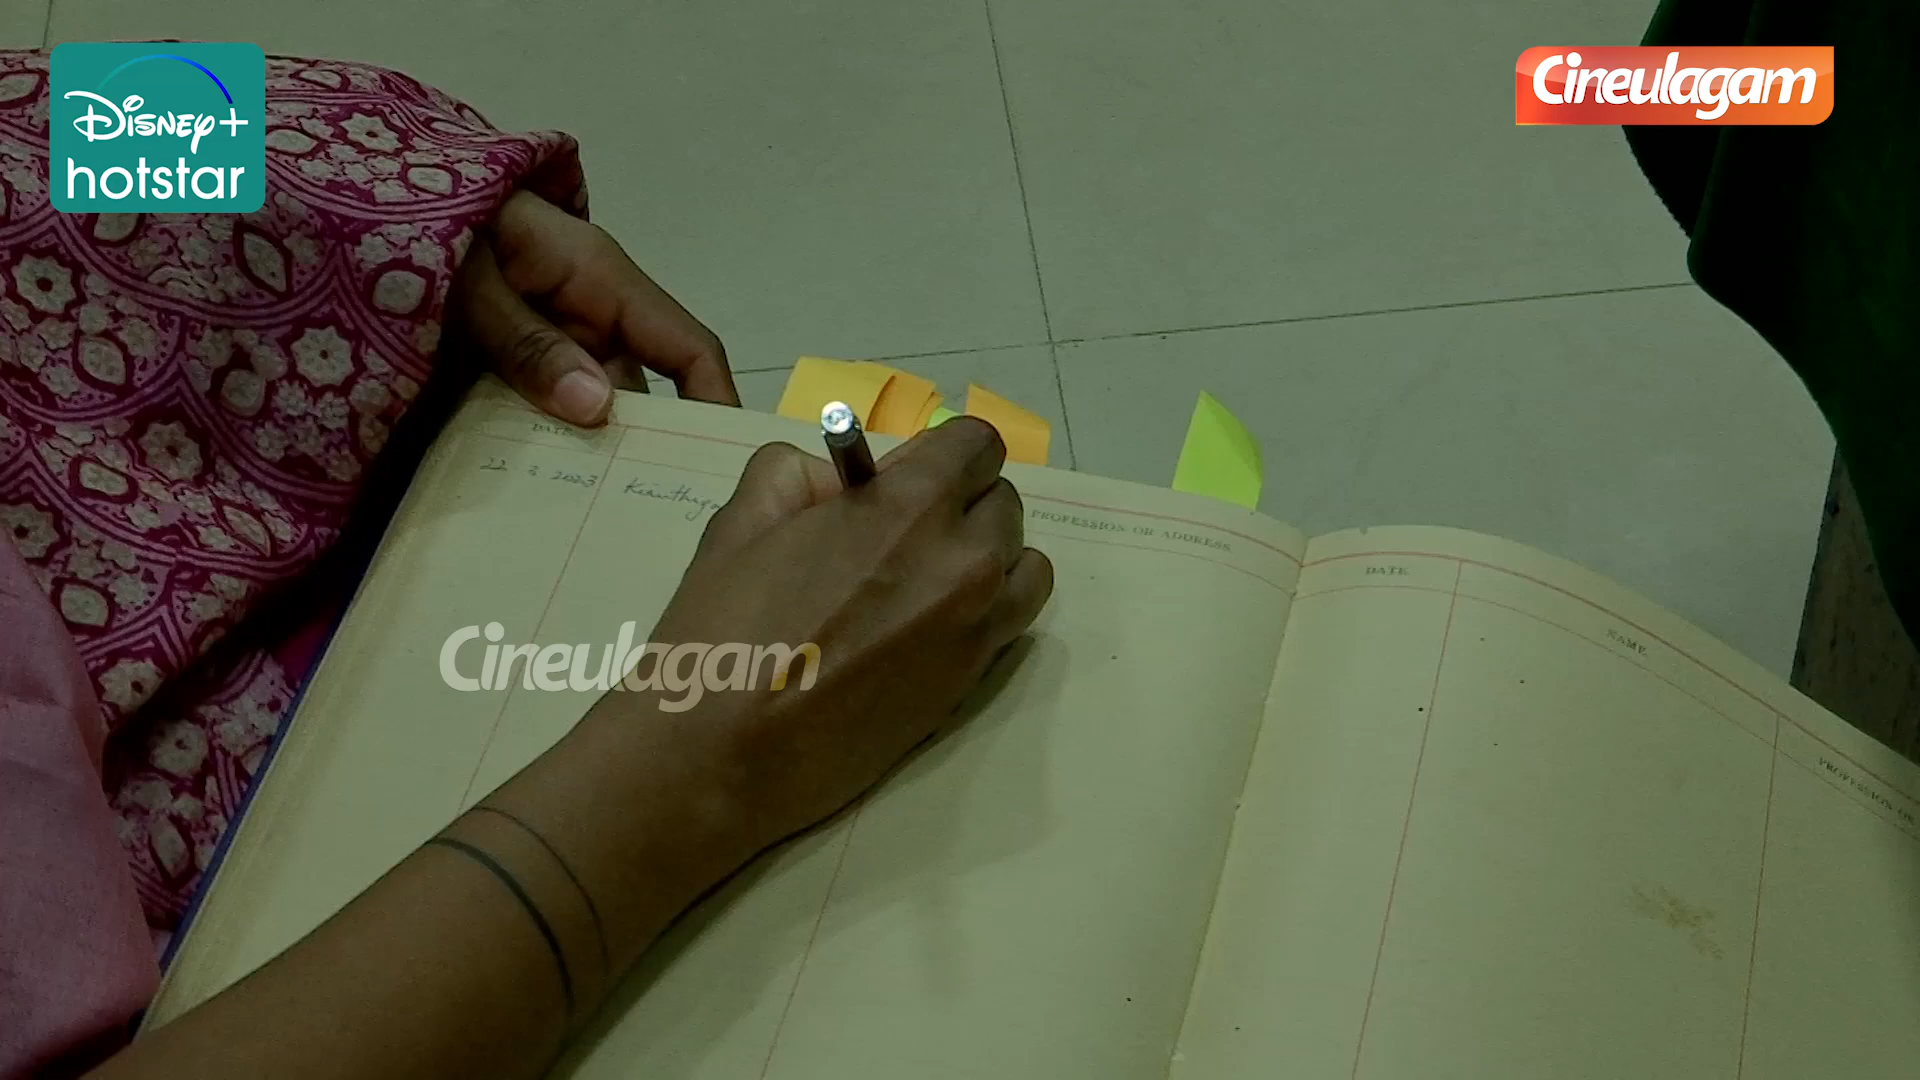 Disney+
hotstar
Cineulagam
DATE
PROFESSION OR ADDRESS
22 3 2023
DATE
NAME
PROFESSION OR
Cineulagam